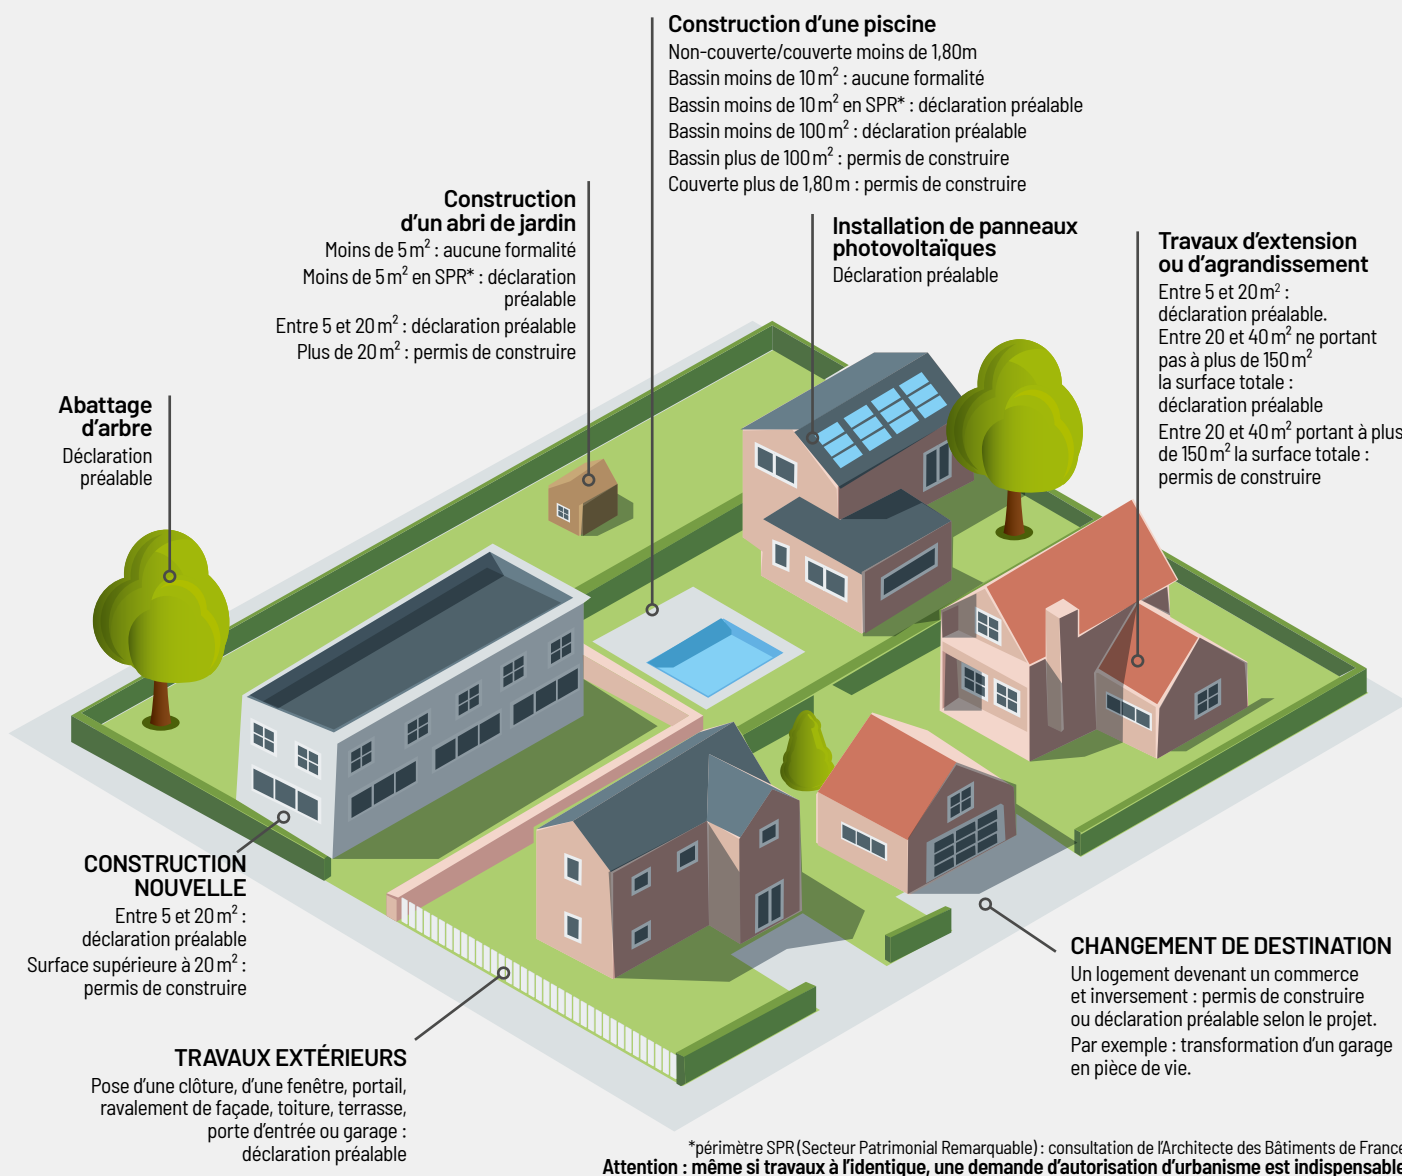 Construction d'une piscine
Non-couverte/couverte moins de 1,80m
Bassin moins de 10 m² : aucune formalité
Bassin moins de 10 m² en SPR* : déclaration préalable
Bassin moins de 100 m² : déclaration préalable
Bassin plus de 100 m² : permis de construire
Couverte plus de 1,80 m : permis de construire
Construction
d'un abri de jardin
Moins de 5 m² : aucune formalité
Moins de 5 m² en SPR* : déclaration
préalable
Entre 5 et 20 m² : déclaration préalable
Plus de 20 m² : permis de construire
Installation de panneaux
photovoltaïques
Déclaration préalable
Travaux d'extension
ou d'agrandissement
Entre 5 et 20 m² :
déclaration préalable.
Entre 20 et 40 m² ne portant
pas à plus de 150 m²
la surface totale :
déclaration préalable
Entre 20 et 40 m² portant à plus
de 150 m² la surface totale :
permis de construire
Abattage
d'arbre
Déclaration
préalable
CONSTRUCTION
NOUVELLE
Entre 5 et 20 m² :
déclaration préalable
Surface supérieure à 20 m² :
permis de construire
TRAVAUX EXTÉRIEURS
Pose d'une clôture, d'une fenêtre, portail,
ravalement de façade, toiture, terrasse,
porte d'entrée ou garage :
déclaration préalable
CHANGEMENT DE DESTINATION
Un logement devenant un commerce
et inversement : permis de construire
ou déclaration préalable selon le projet.
Par exemple : transformation d'un garage
en pièce de vie.
*périmètre SPR (Secteur Patrimonial Remarquable) : consultation de l'Architecte des Bâtiments de France
Attention : même si travaux à l'identique, une demande d'autorisation d'urbanisme est indispensable